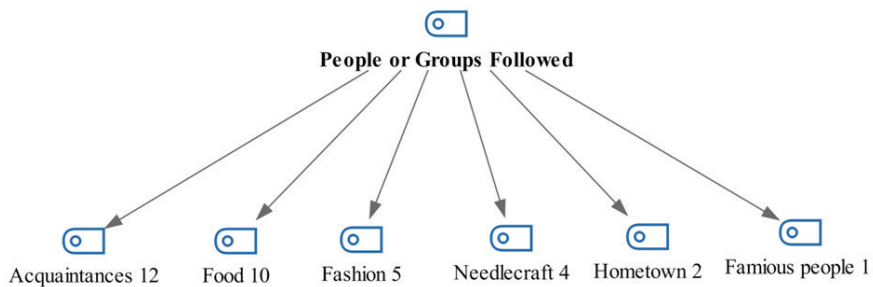 People or Groups Followed
Acquaintances 12
Food 10
Fashion 5
Needlecraft 4
Hometown 2
Famious people 1